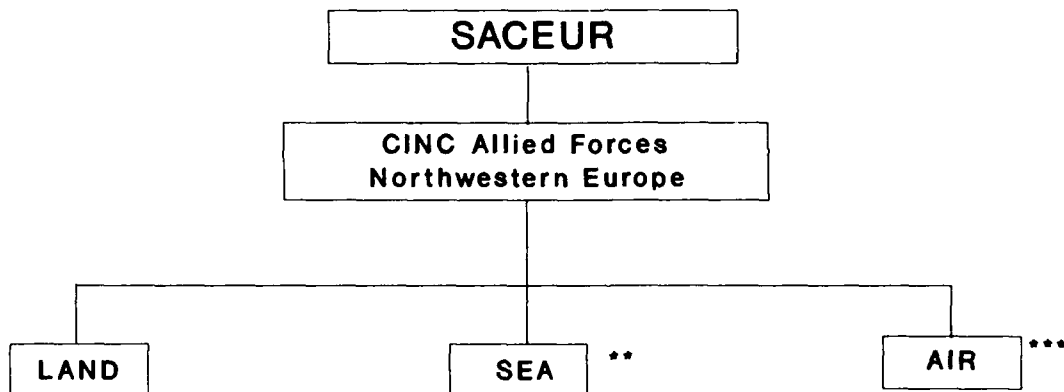 SACEUR
CINC Allied Forces
Northwestern Europe
LAND
SEA **
AIR ***